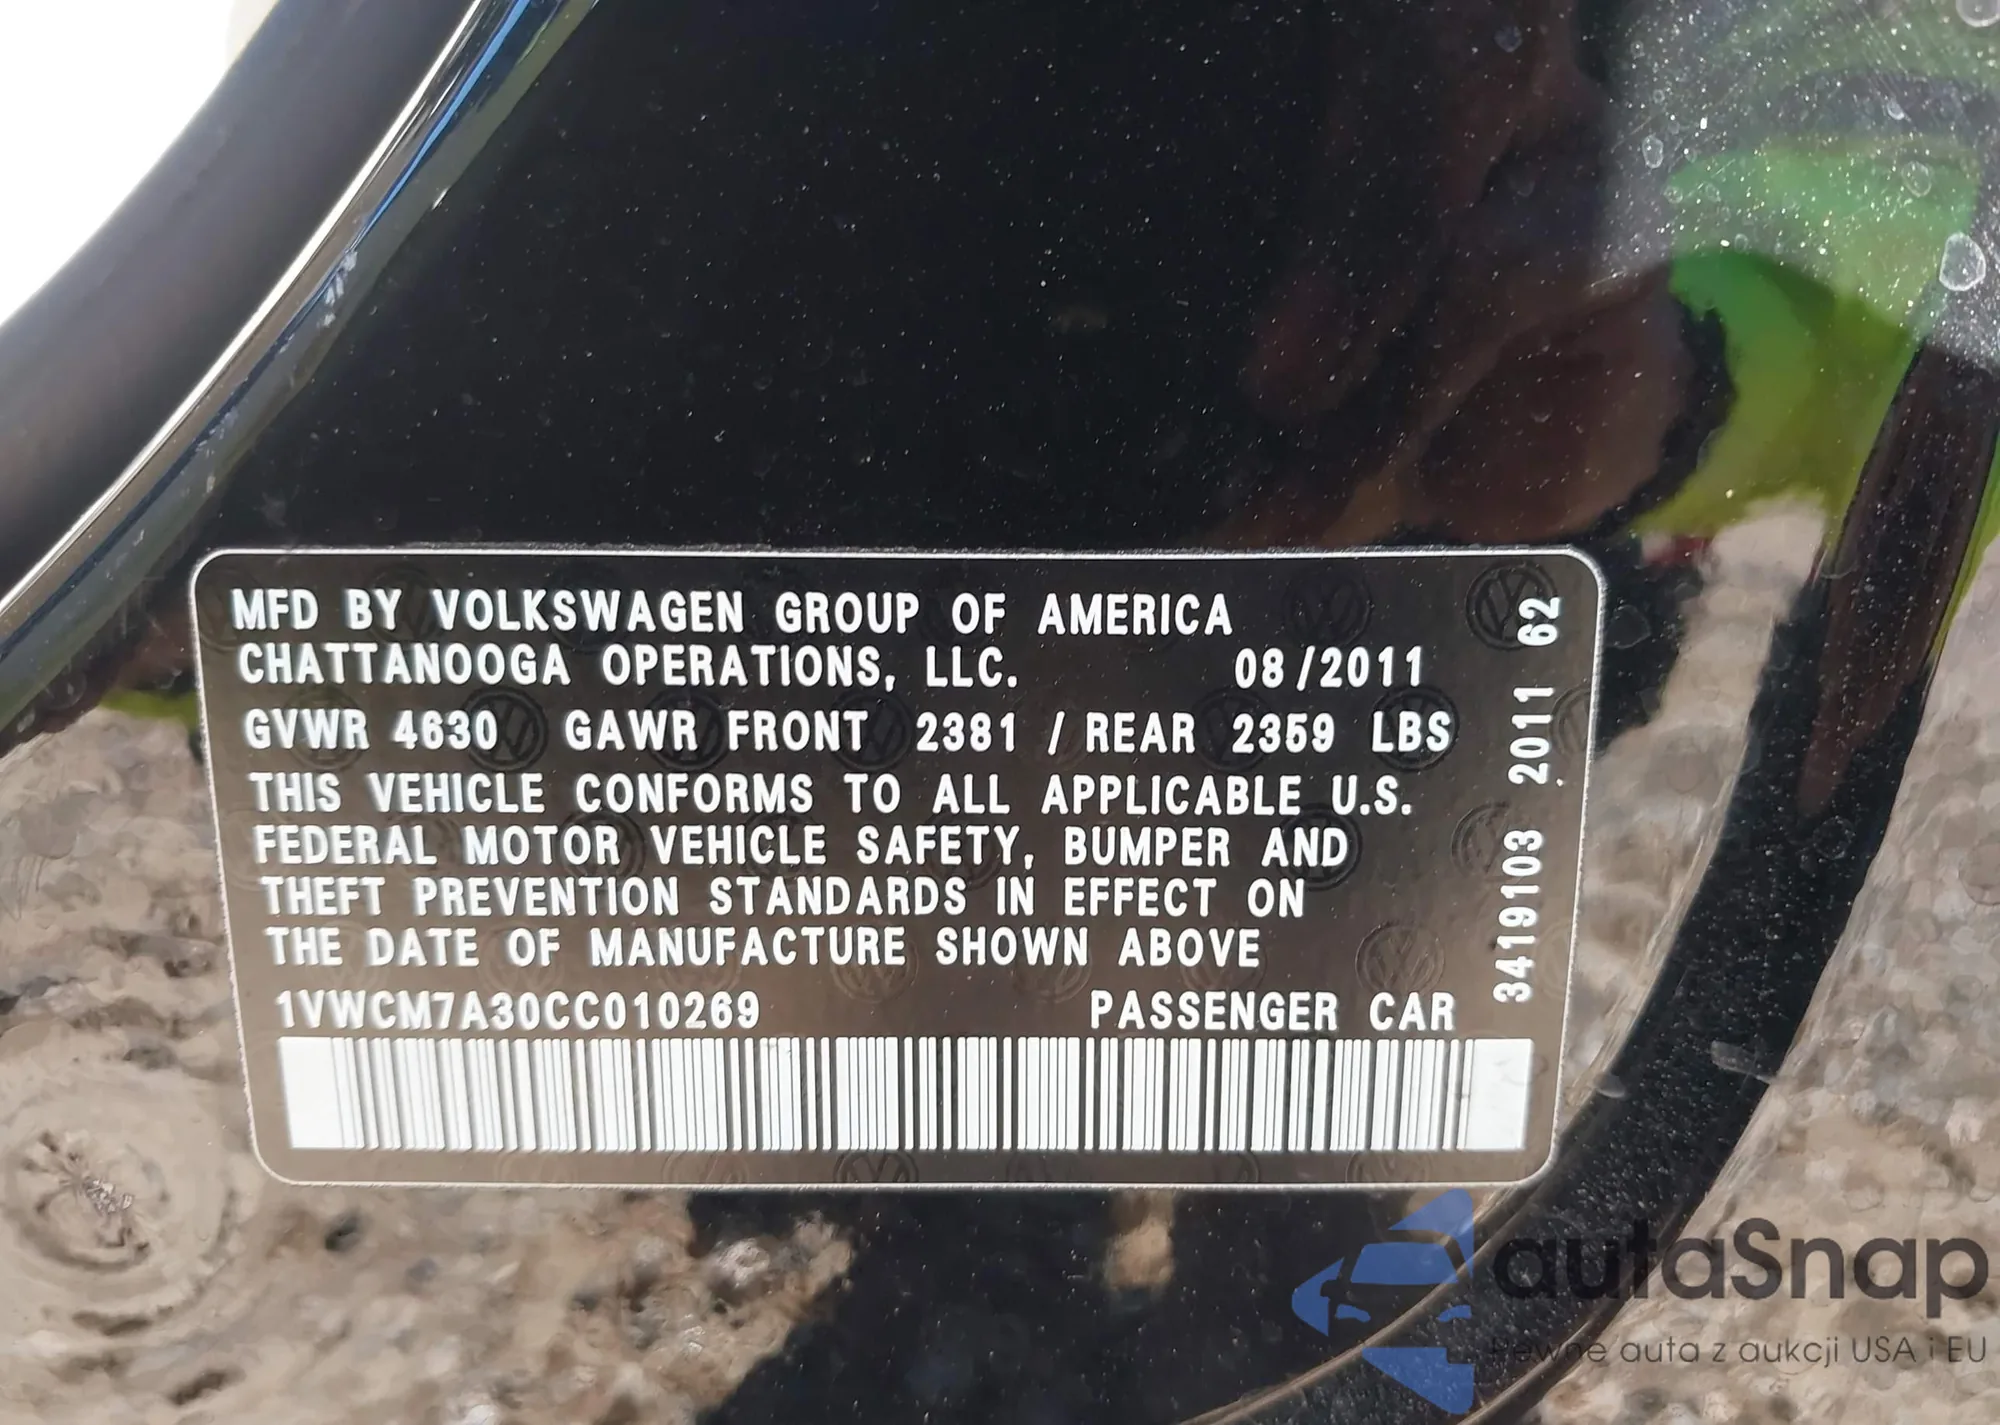 MFD BY VOLKSWAGEN GROUP OF AMERICA
CHATTANOOGA OPERATIONS, LLC. 08/2011
GVWR 4630 GAWR FRONT 2381 / REAR 2359 LBS
THIS VEHICLE CONFORMS TO ALL APPLICABLE U.S.
FEDERAL MOTOR VEHICLE SAFETY, BUMPER AND
THEFT PREVENTION STANDARDS IN EFFECT ON
THE DATE OF MANUFACTURE SHOWN ABOVE
1VWCM7A30CC010269 PASSENGER CAR
3419103 2011 62
autaSnap
Pewne auta z aukcji USA i EU